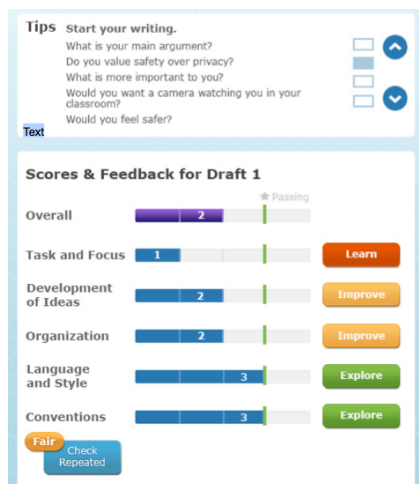 Tips Start your writing.
What is your main argument?
Do you value safety over privacy?
What is more important to you?
Would you want a camera watching you in your
classroom?
Would you feel safer?
Text
Scores & Feedback for Draft 1
Passing
Overall 2
Task and Focus 1 Learn
Development
of Ideas 2 Improve
Organization 2 Improve
Language
and Style 3 Explore
Conventions 3 Explore
Fair
Check
Repeated